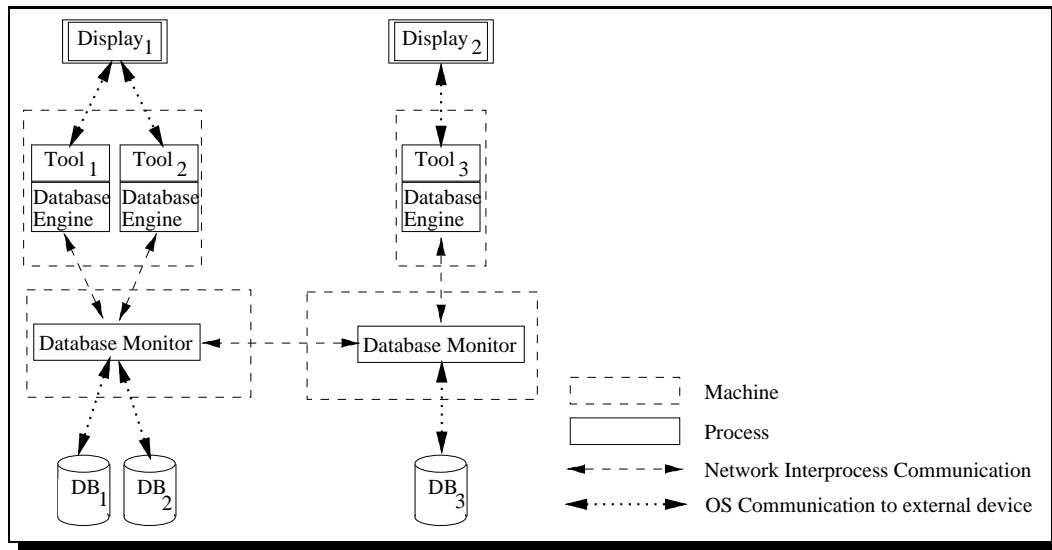 Display1
Display2
Tool1
Tool2
Tool3
Database
Engine
Database
Engine
Database
Engine
Database Monitor
Database Monitor
DB1
DB2
DB3
Machine
Process
Network Interprocess Communication
OS Communication to external device